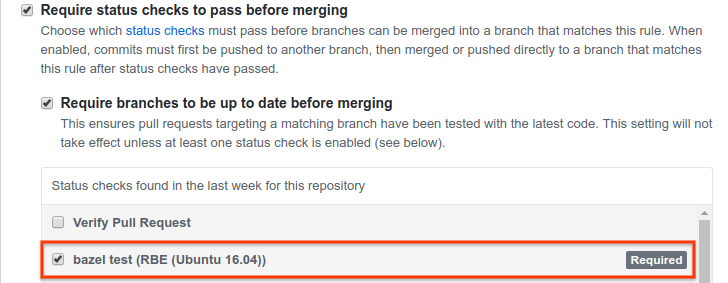 Require status checks to pass before merging
Choose which status checks must pass before branches can be merged into a branch that matches this rule. When
enabled, commits must first be pushed to another branch, then merged or pushed directly to a branch that matches
this rule after status checks have passed.
Require branches to be up to date before merging
This ensures pull requests targeting a matching branch have been tested with the latest code. This setting will not
take effect unless at least one status check is enabled (see below).
Status checks found in the last week for this repository
Verify Pull Request
bazel test (RBE (Ubuntu 16.04)) Required